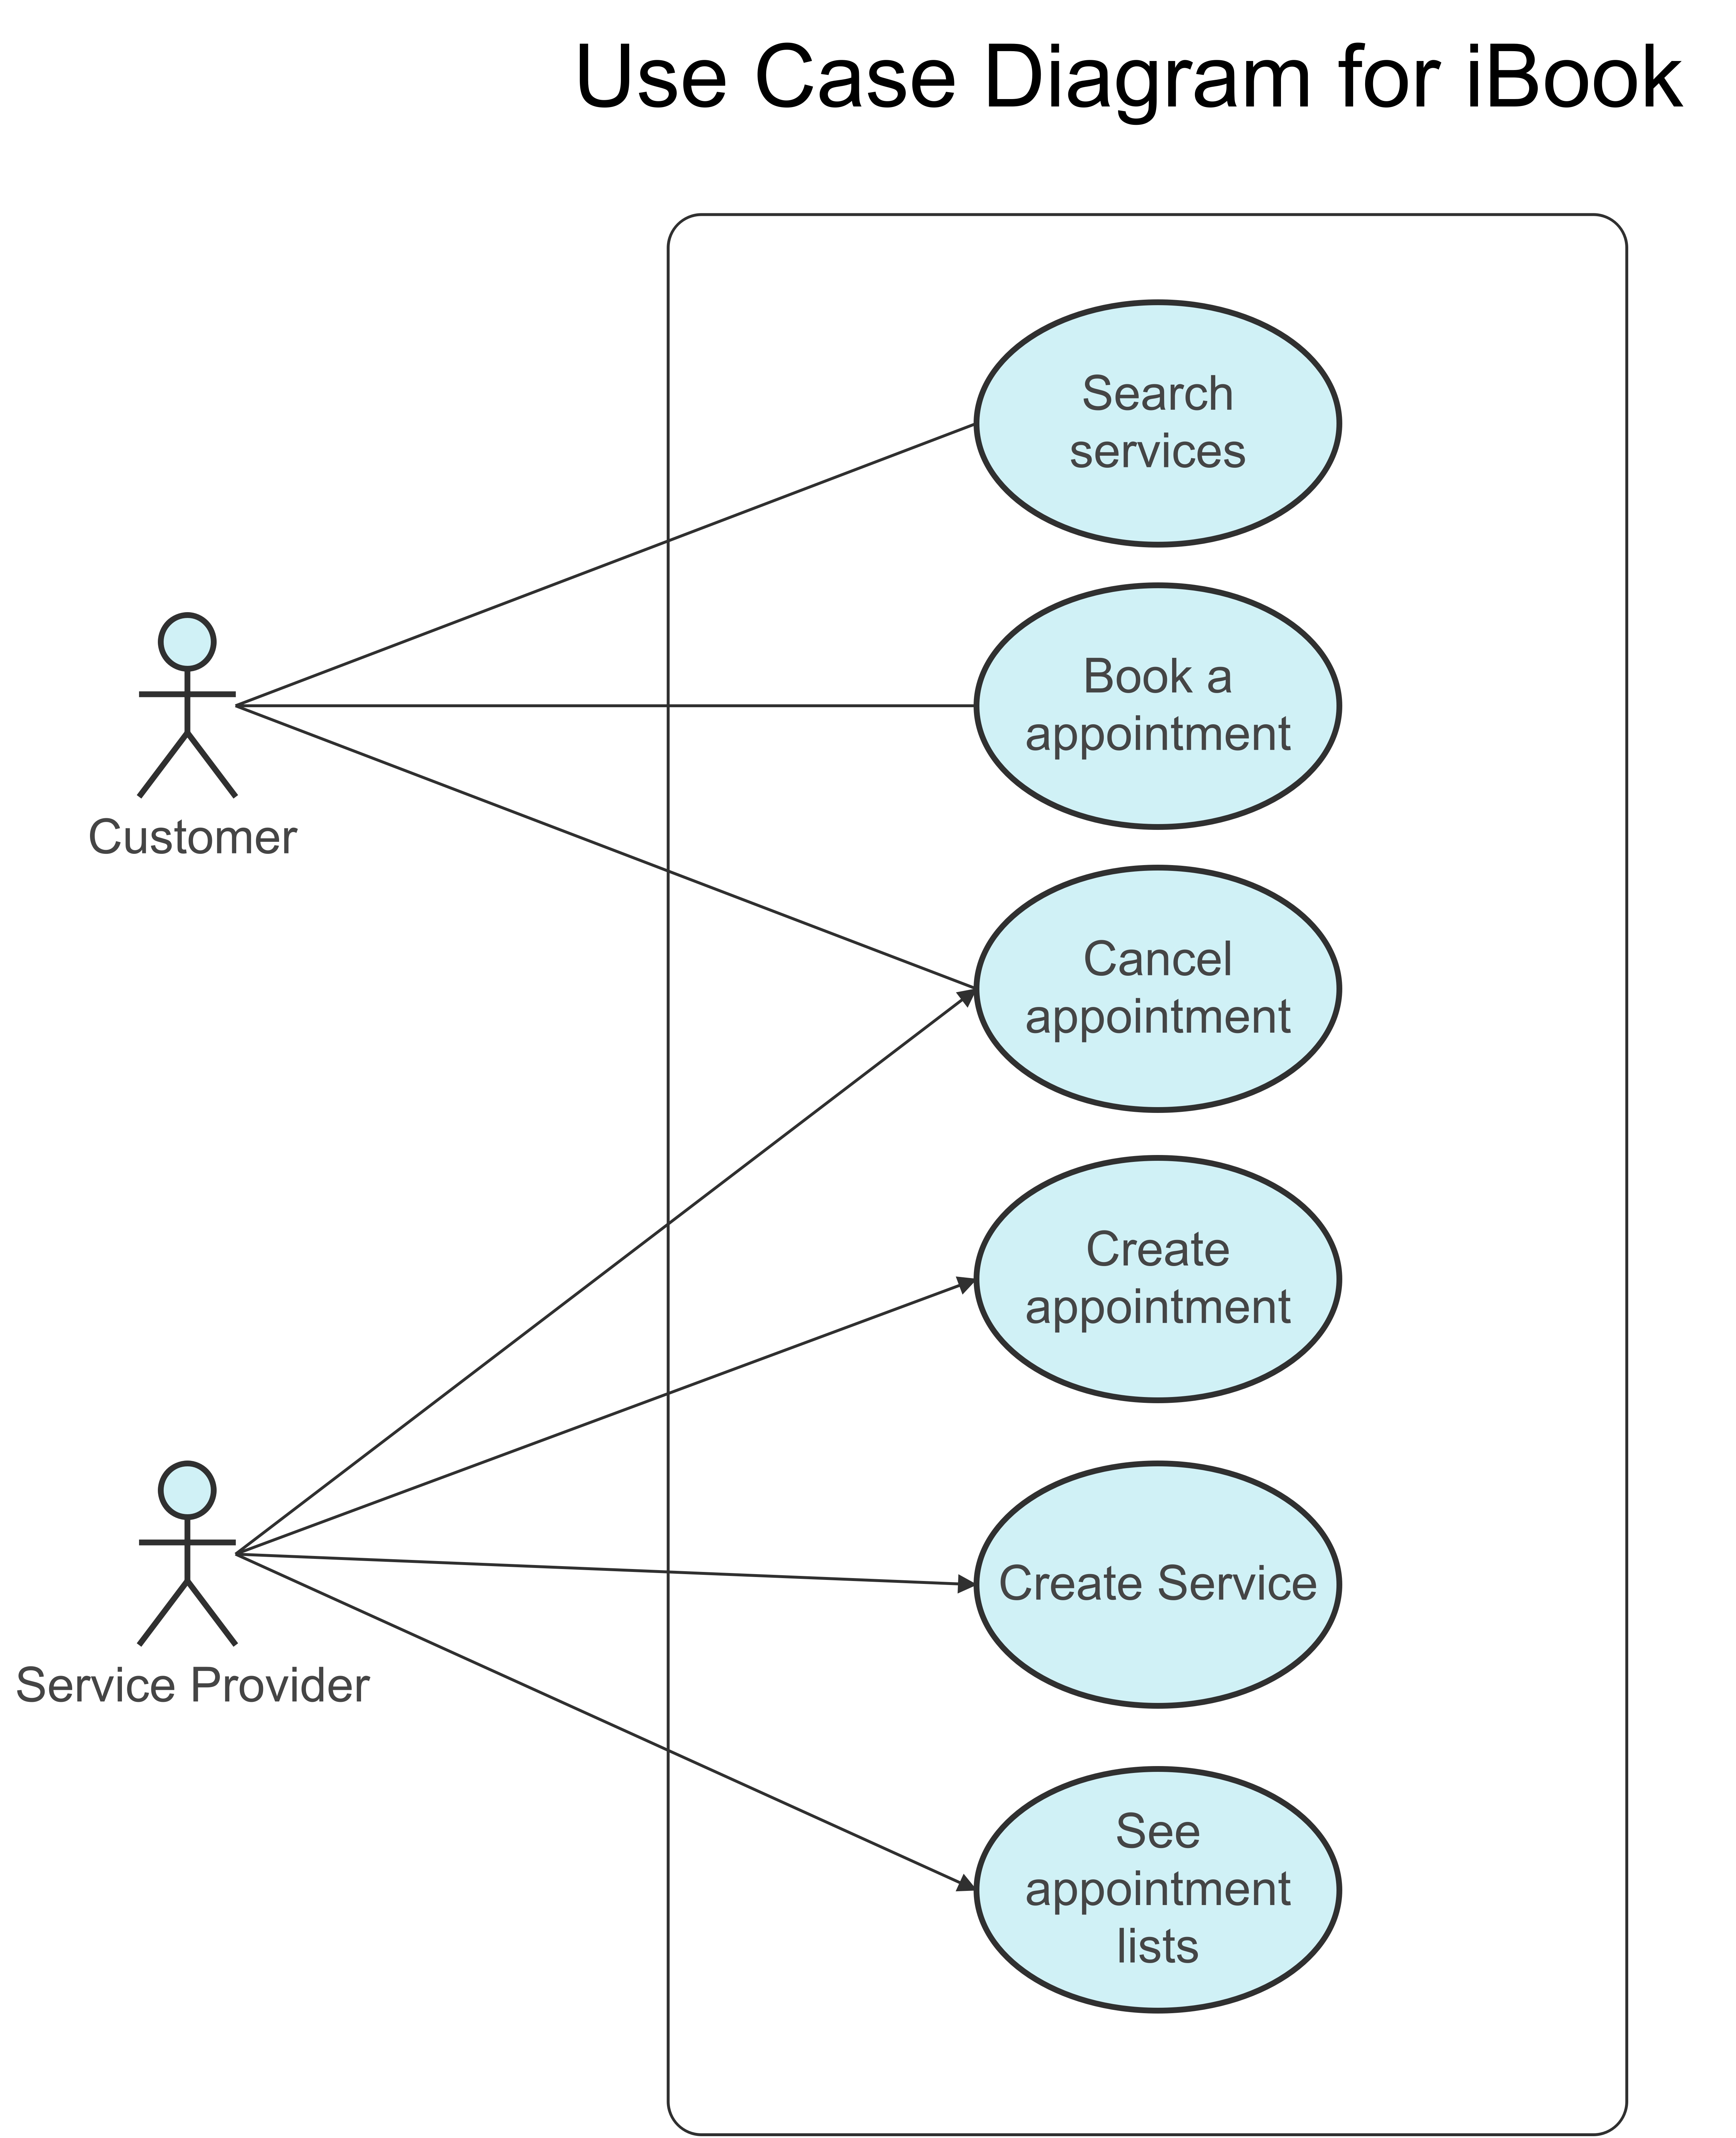 Use Case Diagram for iBook
Search
services
Book a
appointment
Customer
Cancel
appointment
Create
appointment
Create Service
Service Provider
See
appointment
lists